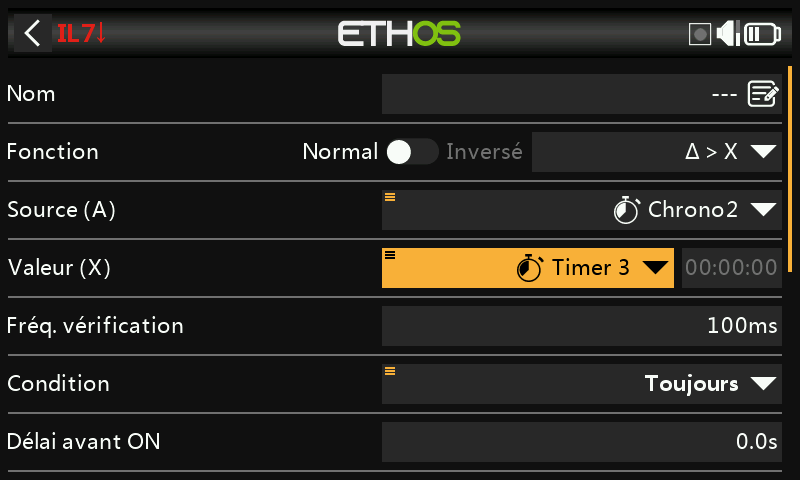 IL7↓ ETHOS
Nom ---
Fonction Normal Inversé Δ > X
Source (A) Chrono2
Valeur (X) Timer 3 00:00:00
Fréq. vérification 100ms
Condition Toujours
Délai avant ON 0.0s